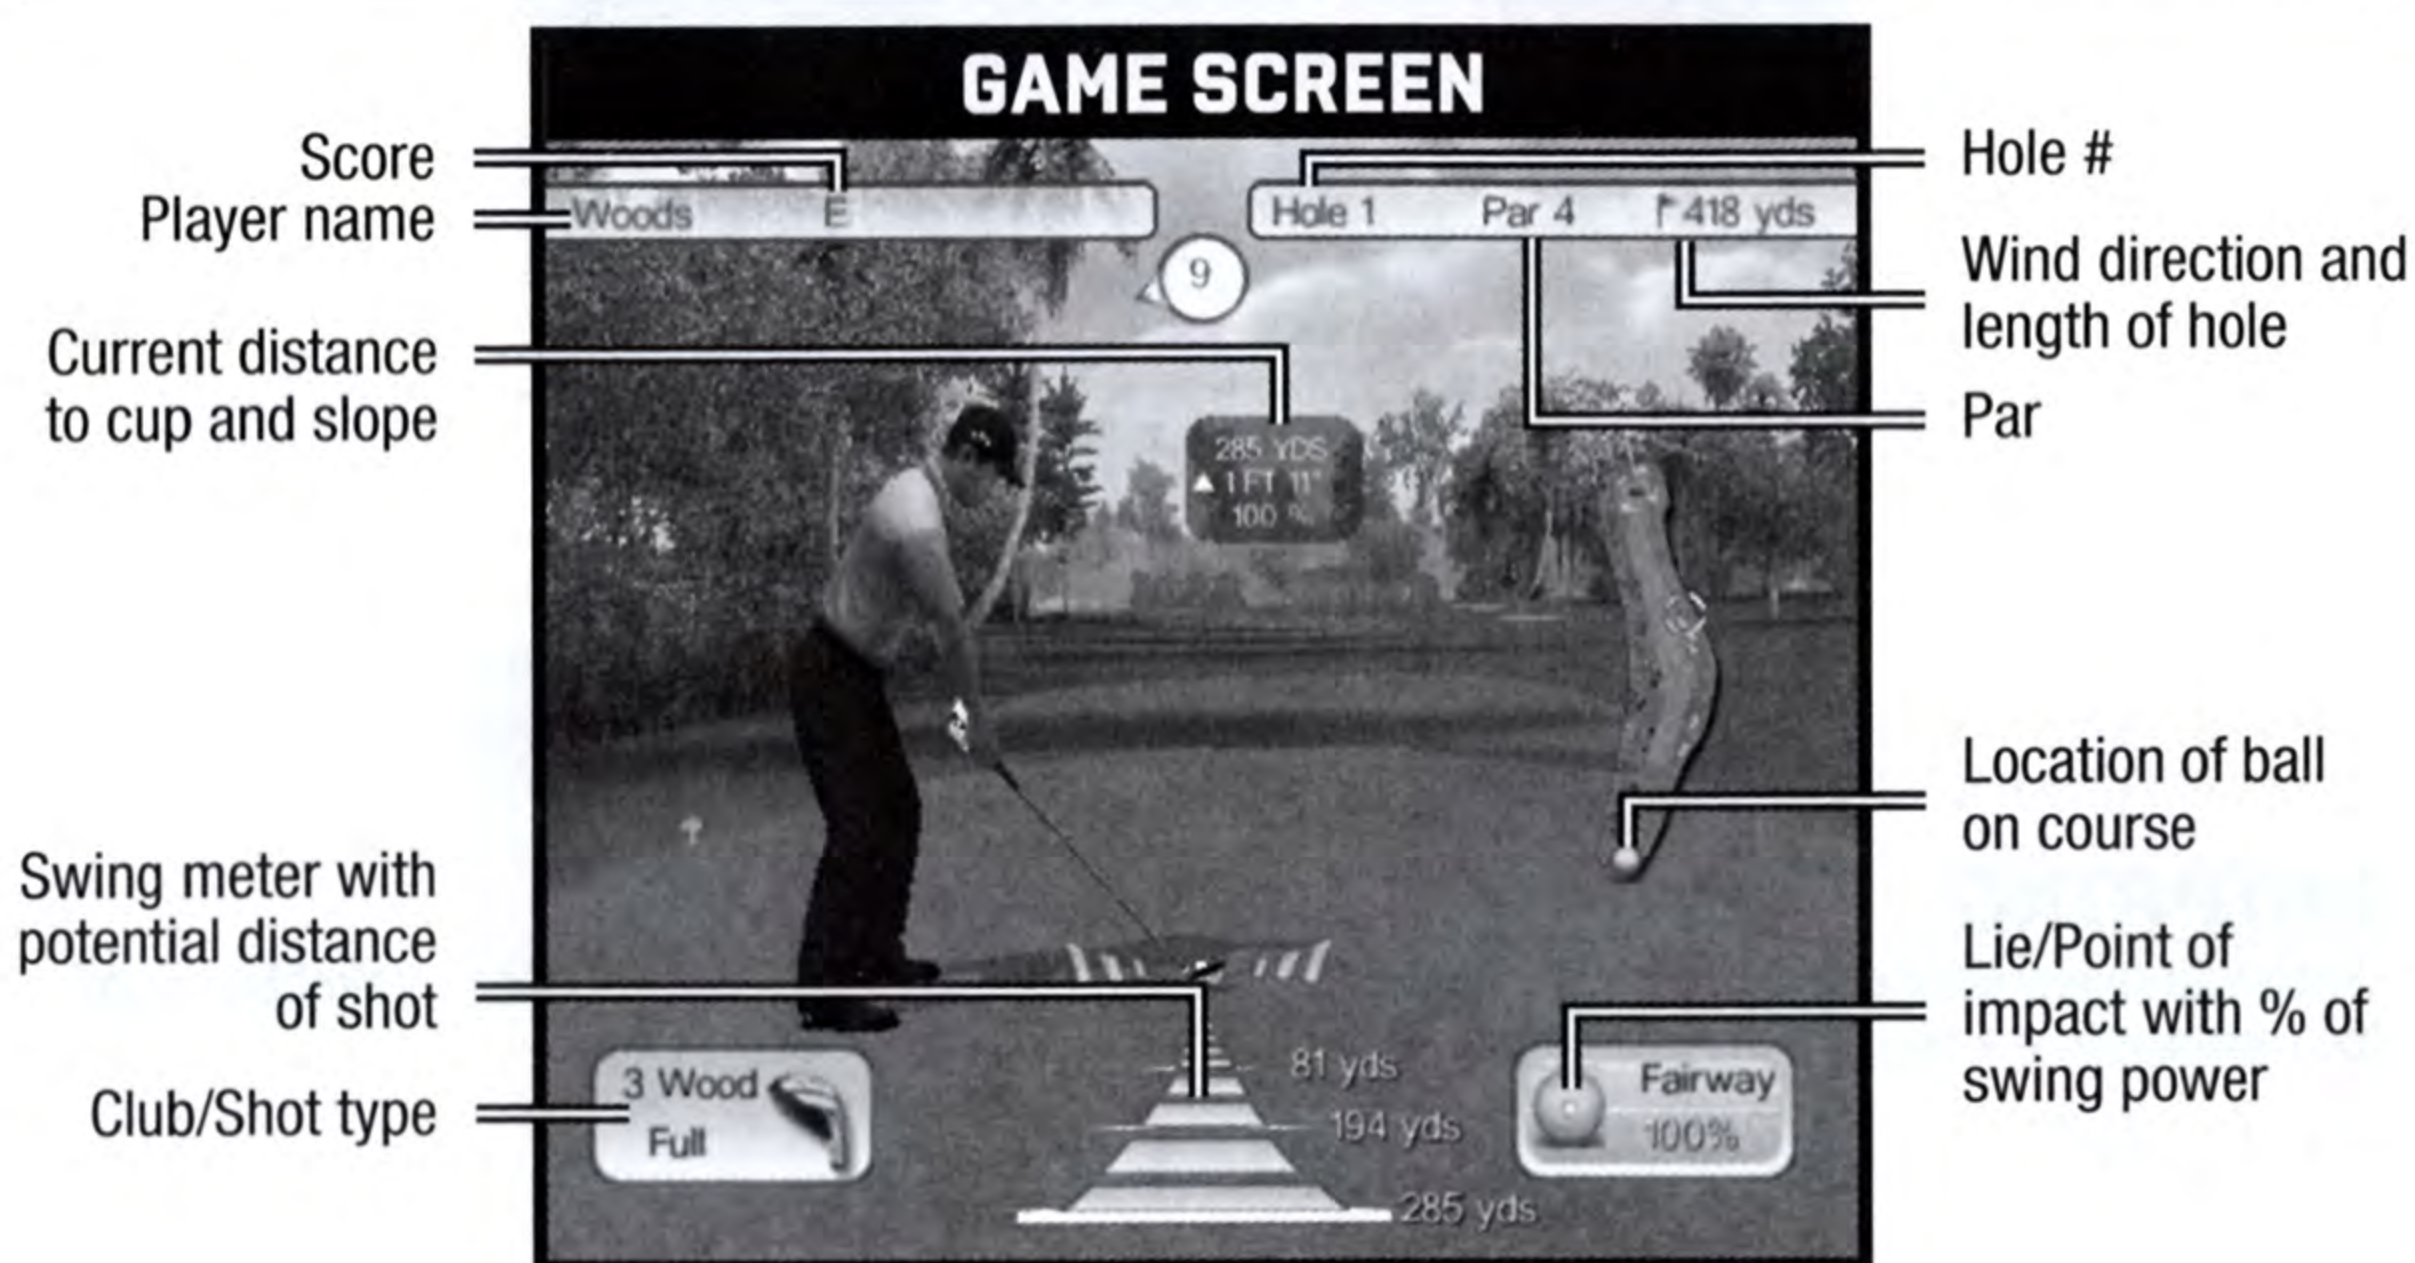 GAME SCREEN
Score
Player name
Current distance
to cup and slope
Swing meter with
potential distance
of shot
Club/Shot type
Woods E
Hole 1 Par 4 418 yds
9
285 YDS
1 FT 11"
100 %
81 yds
194 yds
285 yds
3 Wood
Full
Fairway
100%
Hole #
Wind direction and
length of hole
Par
Location of ball
on course
Lie/Point of
impact with % of
swing power